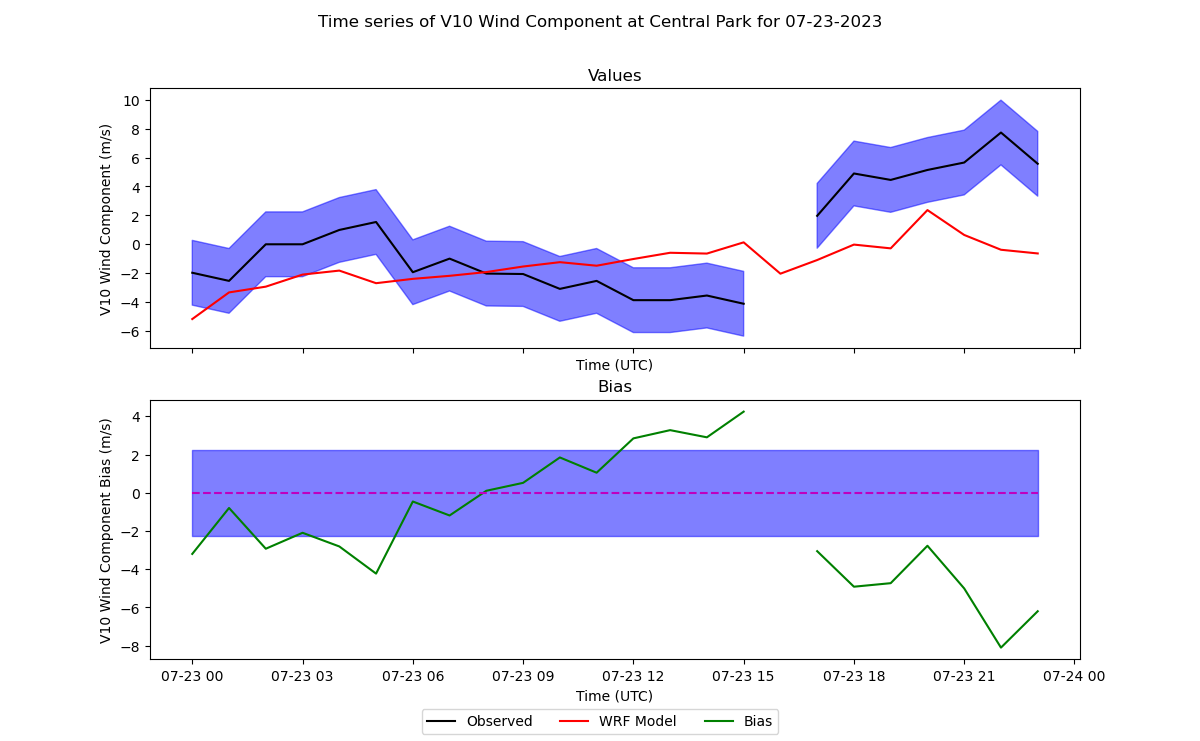 Time series of V10 Wind Component at Central Park for 07-23-2023
Values
V10 Wind Component (m/s)
10
8
6
4
2
0
−2
−4
−6
Time (UTC)
Bias
V10 Wind Component Bias (m/s)
4
2
0
−2
−4
−6
−8
07-23 00 07-23 03 07-23 06 07-23 09 07-23 12 07-23 15 07-23 18 07-23 21 07-24 00
Time (UTC)
Observed WRF Model Bias